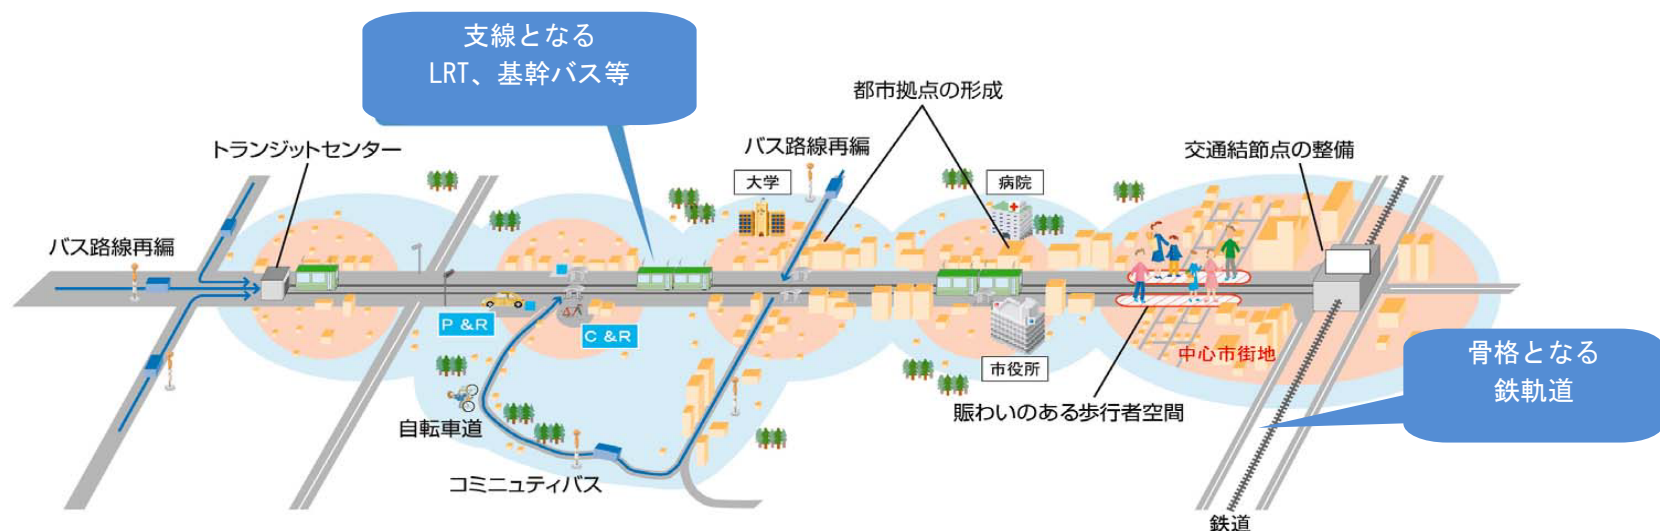 支線となる
LRT、基幹バス等
都市拠点の形成
トランジットセンター
バス路線再編
交通結節点の整備
大学
病院
バス路線再編
P &R
C &R
中心市街地
市役所
骨格となる
鉄軌道
賑わいのある歩行者空間
自転車道
コミニュティバス
鉄道